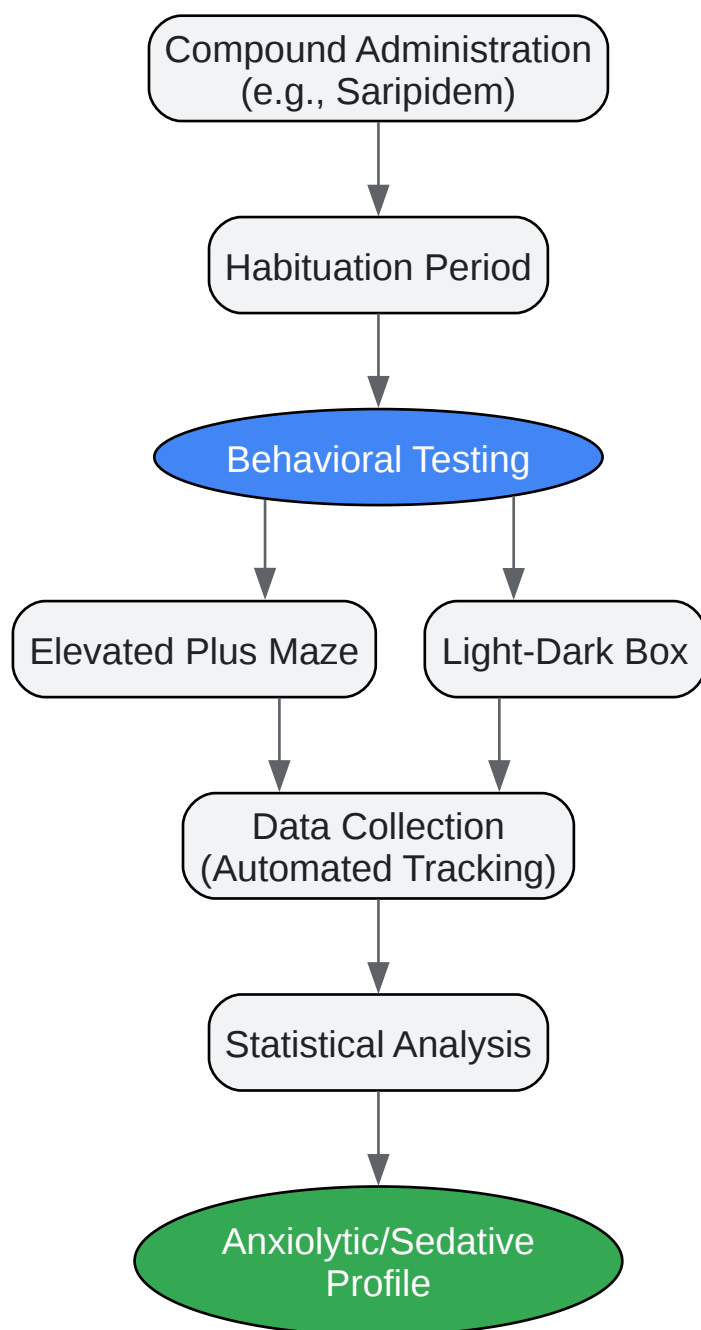 Compound Administration
(e.g., Saripidem)
Habituation Period
Behavioral Testing
Elevated Plus Maze
Light-Dark Box
Data Collection
(Automated Tracking)
Statistical Analysis
Anxiolytic/Sedative
Profile